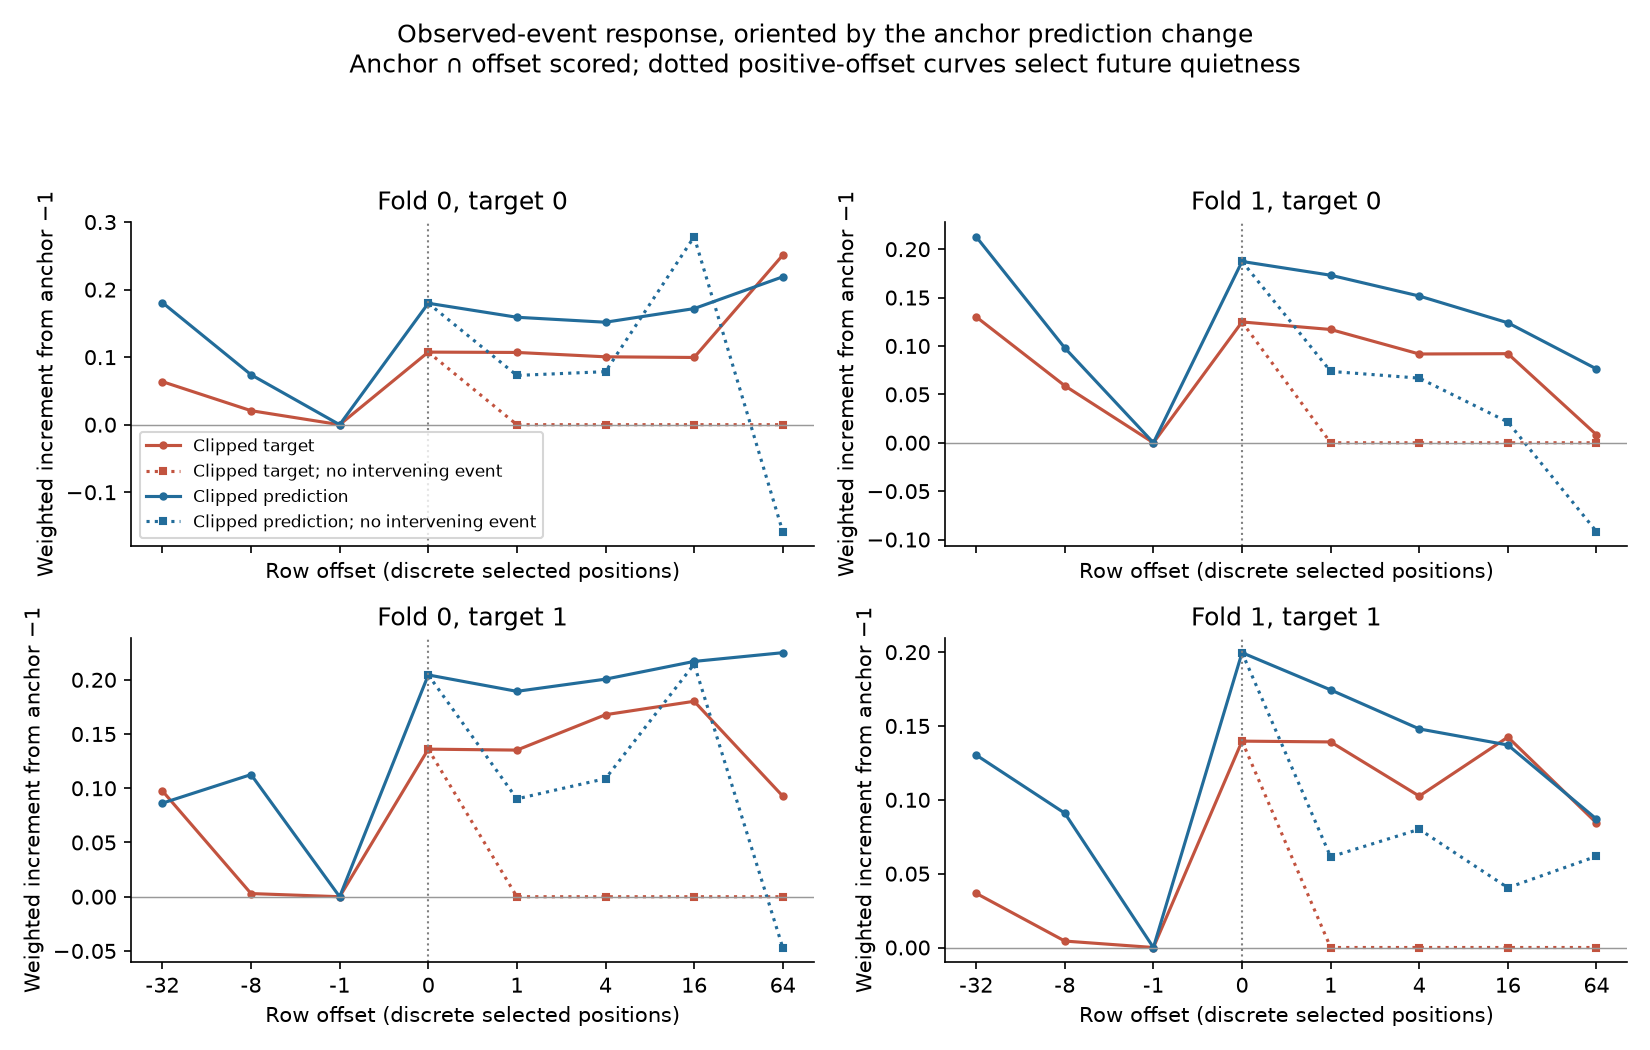 Observed-event response, oriented by the anchor prediction change
Anchor ∩ offset scored; dotted positive-offset curves select future quietness
Fold 0, target 0
Weighted increment from anchor −1
0.3
0.2
0.1
0.0
−0.1
Clipped target
Clipped target; no intervening event
Clipped prediction
Clipped prediction; no intervening event
Row offset (discrete selected positions)
Fold 1, target 0
Weighted increment from anchor −1
0.20
0.15
0.10
0.05
0.00
−0.05
−0.10
Row offset (discrete selected positions)
Fold 0, target 1
Weighted increment from anchor −1
0.20
0.15
0.10
0.05
0.00
−0.05
-32 -8 -1 0 1 4 16 64
Row offset (discrete selected positions)
Fold 1, target 1
Weighted increment from anchor −1
0.20
0.15
0.10
0.05
0.00
-32 -8 -1 0 1 4 16 64
Row offset (discrete selected positions)